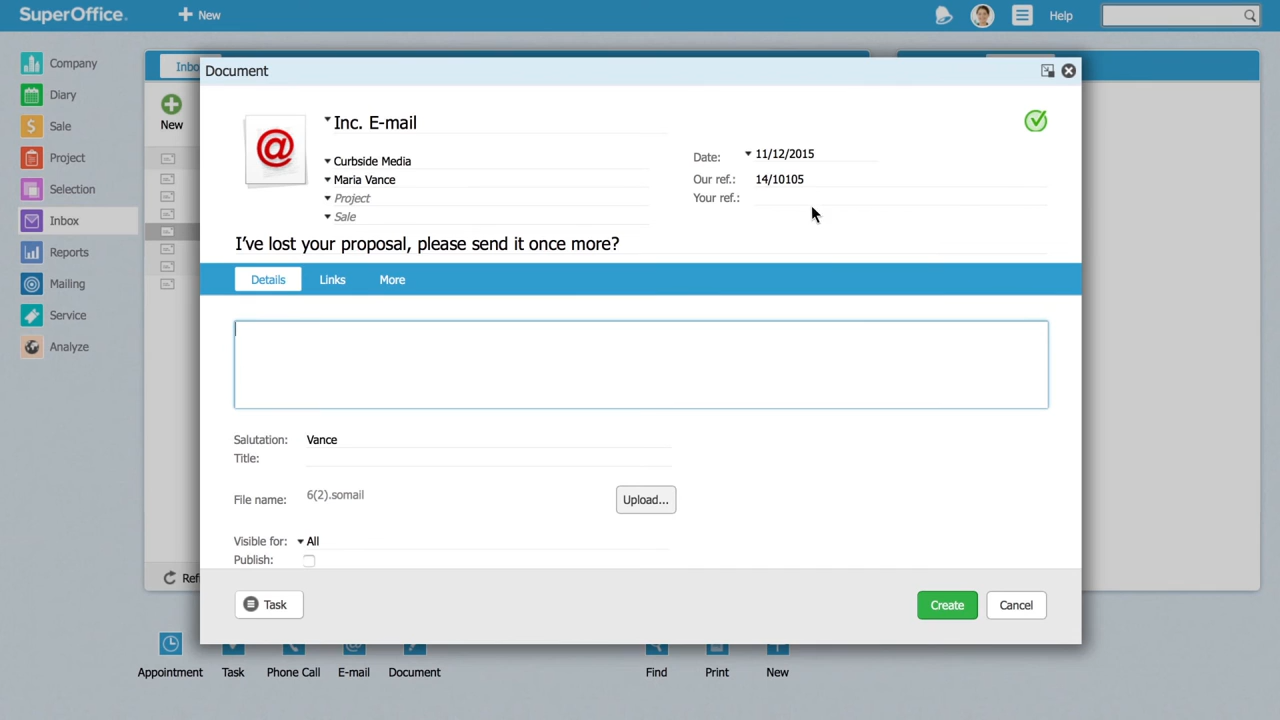 SuperOffice.
New
Help
Company
Diary
Sale
Project
Selection
Inbox
Reports
Mailing
Service
Analyze
New
Document
@
Inc. E-mail
Curbside Media
Maria Vance
Project
Sale
Date: 11/12/2015
Our ref.: 14/10105
Your ref.:
I've lost your proposal, please send it once more?
Details Links More
Salutation: Vance
Title:
File name: 6(2).somail
Upload...
Visible for: All
Publish:
Task
Create
Cancel
Appointment
Task
Phone Call
E-mail
Document
Find
Print
New